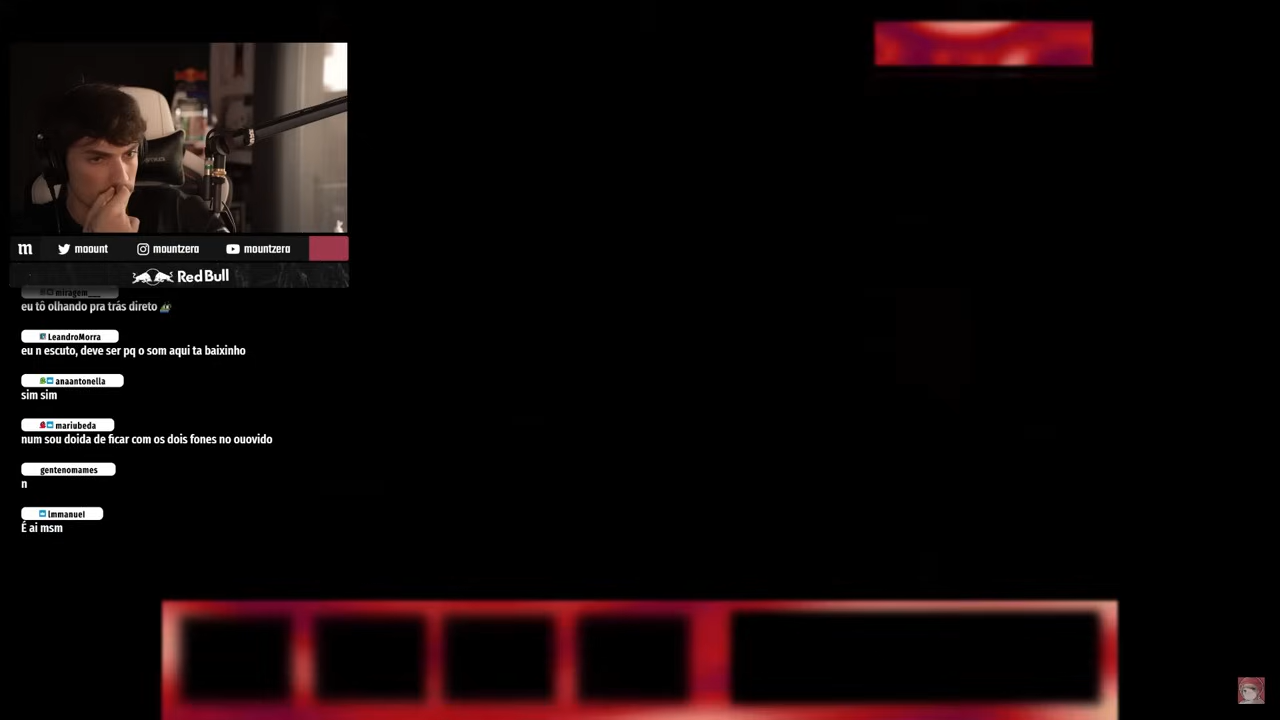 m
moount
mountzera
mountzera
Red Bull
miragem__
eu tô olhando pra trás direto
LeandroMorra
eu n escuto, deve ser pq o som aqui ta baixinho
anaantonella
sim sim
mariubeda
num sou doida de ficar com os dois fones no ouovido
gentenomames
n
lmmanuel
É ai msm